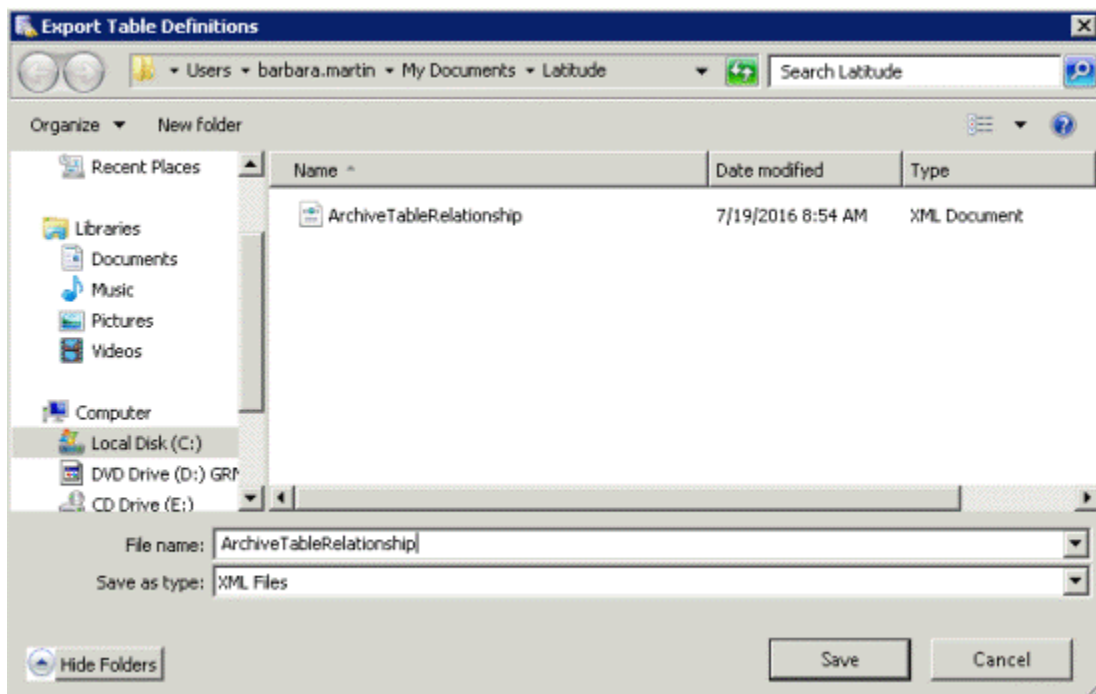 Export Table Definitions
Users barbara.martin My Documents Latitude Search Latitude
Organize New folder
Recent Places
Libraries
Documents
Music
Pictures
Videos
Computer
Local Disk (C:)
DVD Drive (D:) GRM
CD Drive (E:)
Name Date modified Type
ArchiveTableRelationship 7/19/2016 8:54 AM XML Document
File name: ArchiveTableRelationship
Save as type: XML Files
Hide Folders Save Cancel